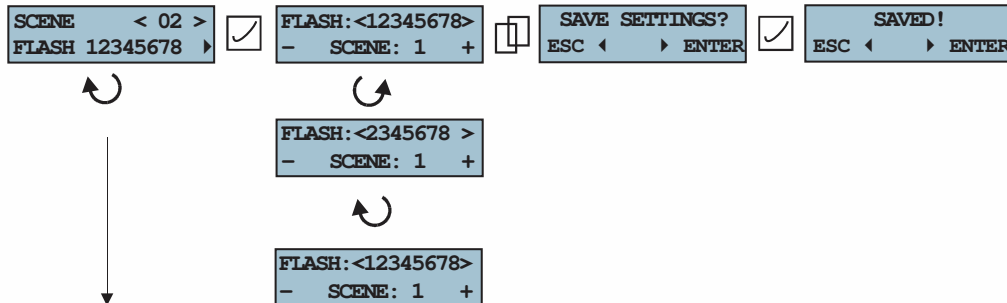 SCENE < 02 >
FLASH 12345678
FLASH:<12345678>
– SCENE: 1 +
SAVE SETTINGS?
ESC ENTER
SAVED!
ESC ENTER
FLASH:<2345678 >
– SCENE: 1 +
FLASH:<12345678>
– SCENE: 1 +